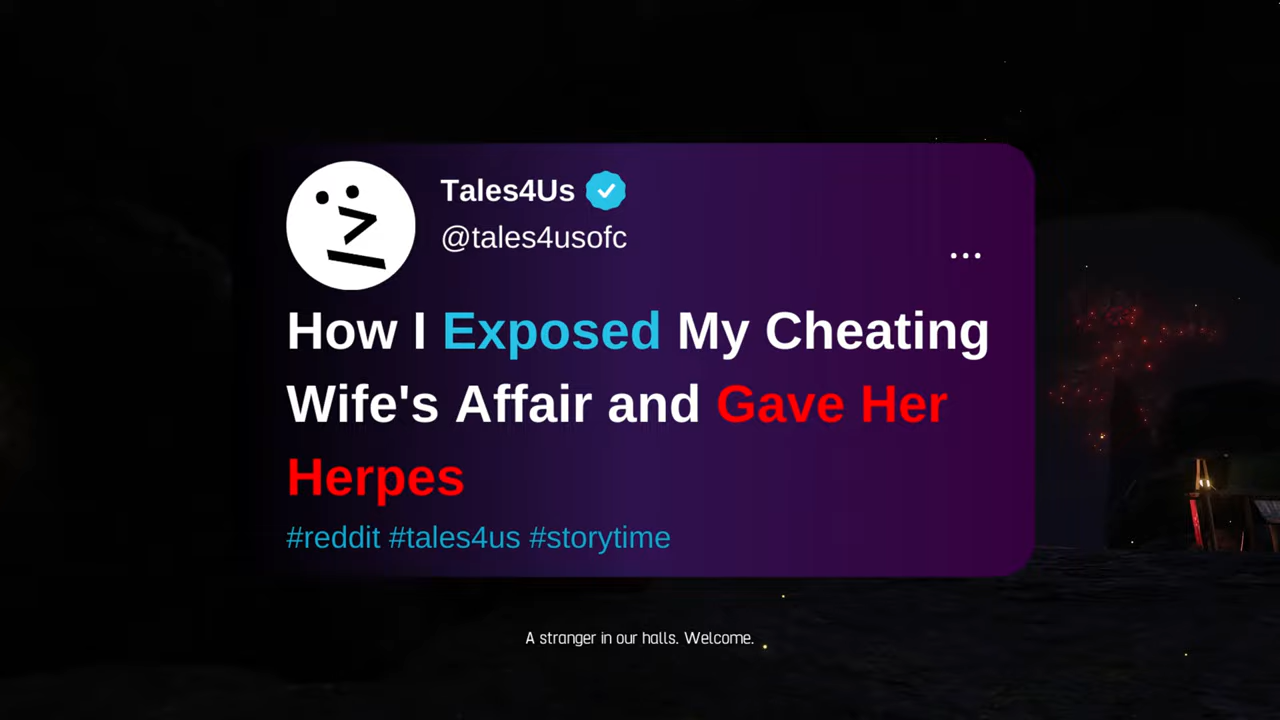 Tales4Us
@tales4usofc
...
How I Exposed My Cheating
Wife's Affair and Gave Her
Herpes
#reddit #tales4us #storytime
A stranger in our halls. Welcome.